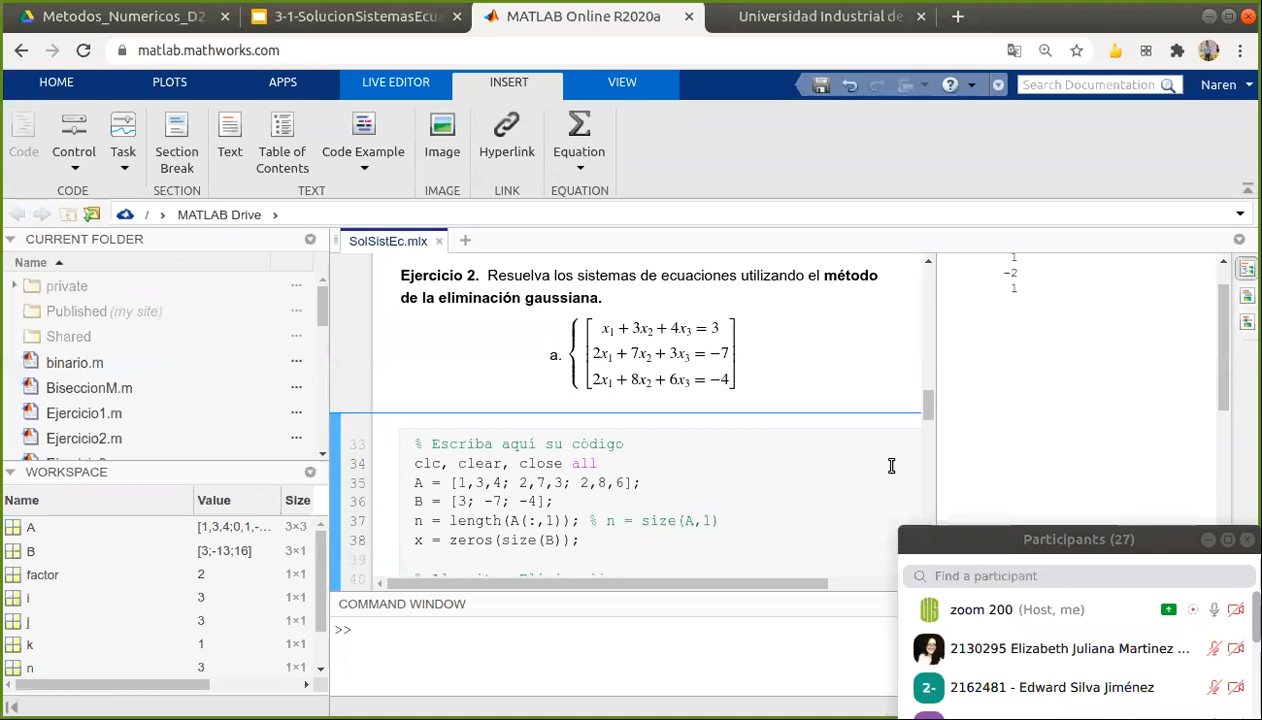 Metodos_Numericos_D2
3-1-SolucionSistemasEcua
MATLAB Online R2020a
Universidad Industrial de
matlab.mathworks.com
HOME
PLOTS
APPS
LIVE EDITOR
INSERT
VIEW
Search Documentation
Naren
Code
Control
Task
Section Break
Text
Table of Contents
Code Example
Image
Hyperlink
Equation
CODE
SECTION
TEXT
IMAGE
LINK
EQUATION
/ › MATLAB Drive ›
CURRENT FOLDER
Name
private
Published (my site)
Shared
binario.m
BiseccionM.m
Ejercicio1.m
Ejercicio2.m
WORKSPACE
Name Value Size
A [1,3,4;0,1,-... 3×3
B [3;-13;16] 3×1
factor 2 1×1
i 3 1×1
j 3 1×1
k 1 1×1
n 3 1×1
SolSistEc.mlx
Ejercicio 2. Resuelva los sistemas de ecuaciones utilizando el método
de la eliminación gaussiana.
x₁ + 3x₂ + 4x₃ = 3
a. 2x₁ + 7x₂ + 3x₃ = −7
2x₁ + 8x₂ + 6x₃ = −4
33 % Escriba aquí su código
34 clc, clear, close all
35 A = [1,3,4; 2,7,3; 2,8,6];
36 B = [3; -7; -4];
37 n = length(A(:,1)); % n = size(A,1)
38 x = zeros(size(B));
39
40
1
-2
1
COMMAND WINDOW
>>
Participants (27)
Find a participant
zoom 200 (Host, me)
2130295 Elizabeth Juliana Martinez ...
2- 2162481 - Edward Silva Jiménez